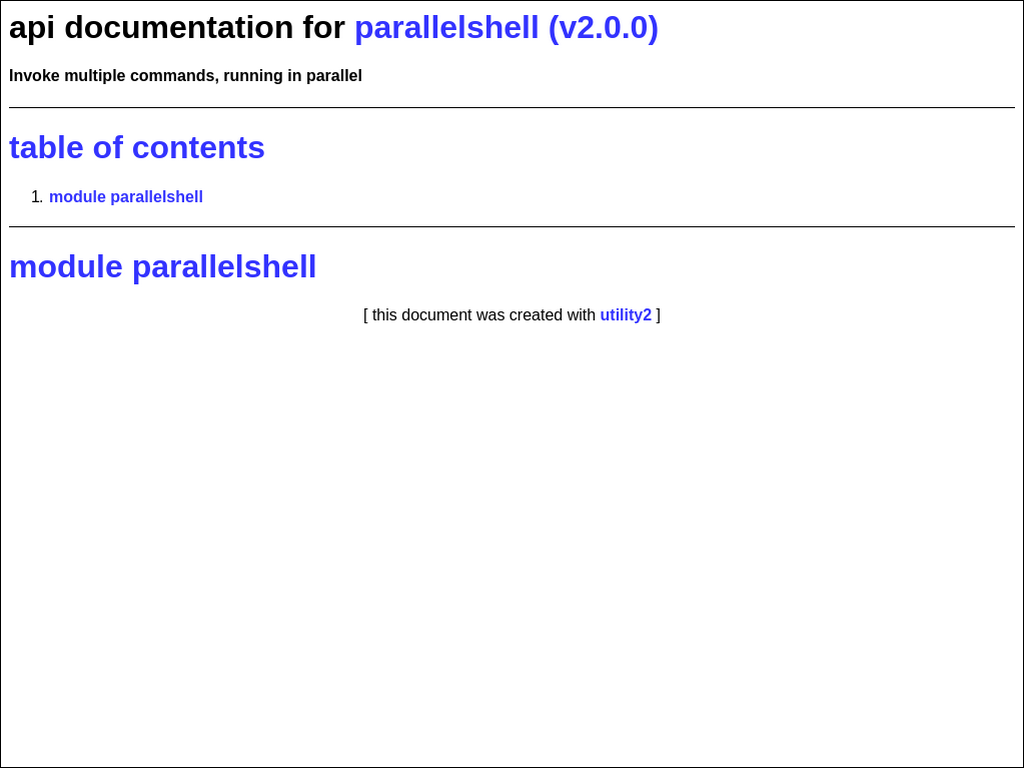 api documentation for parallelshell (v2.0.0)
Invoke multiple commands, running in parallel
table of contents
1. module parallelshell
module parallelshell
[ this document was created with utility2 ]